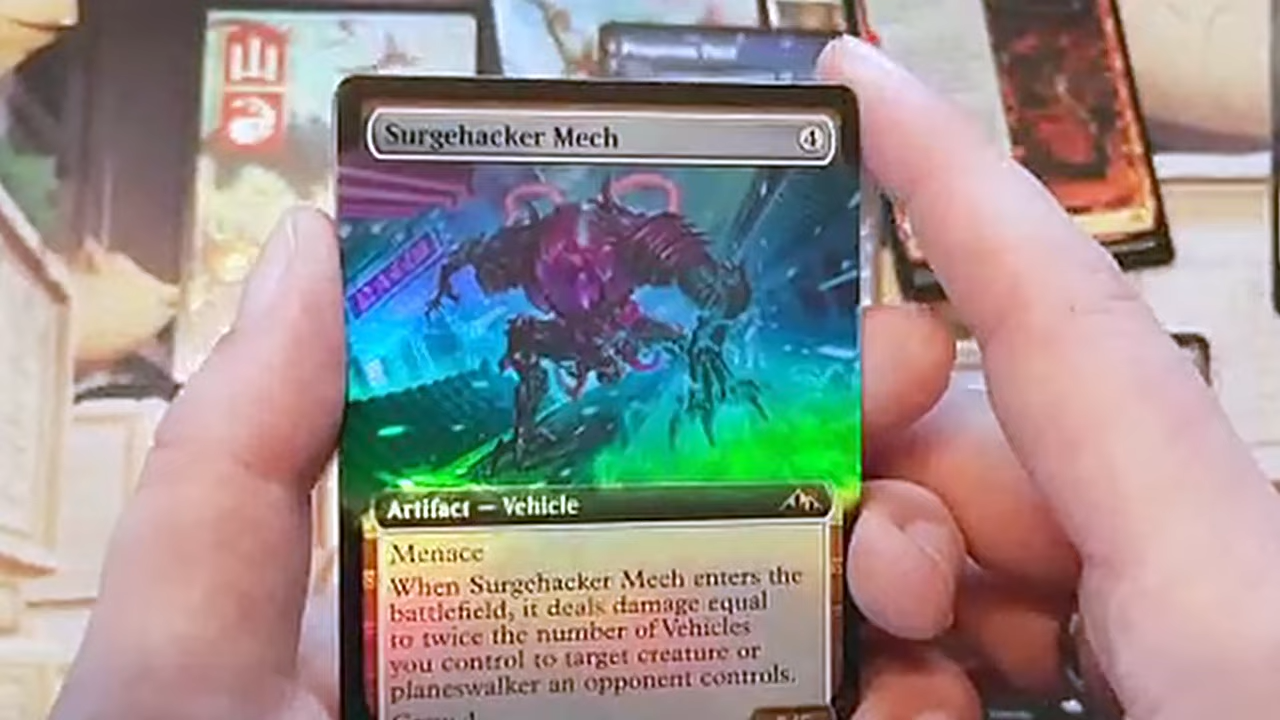 Surgehacker Mech 4
Artifact — Vehicle
Menace
When Surgehacker Mech enters the
battlefield, it deals damage equal
to twice the number of Vehicles
you control to target creature or
planeswalker an opponent controls.